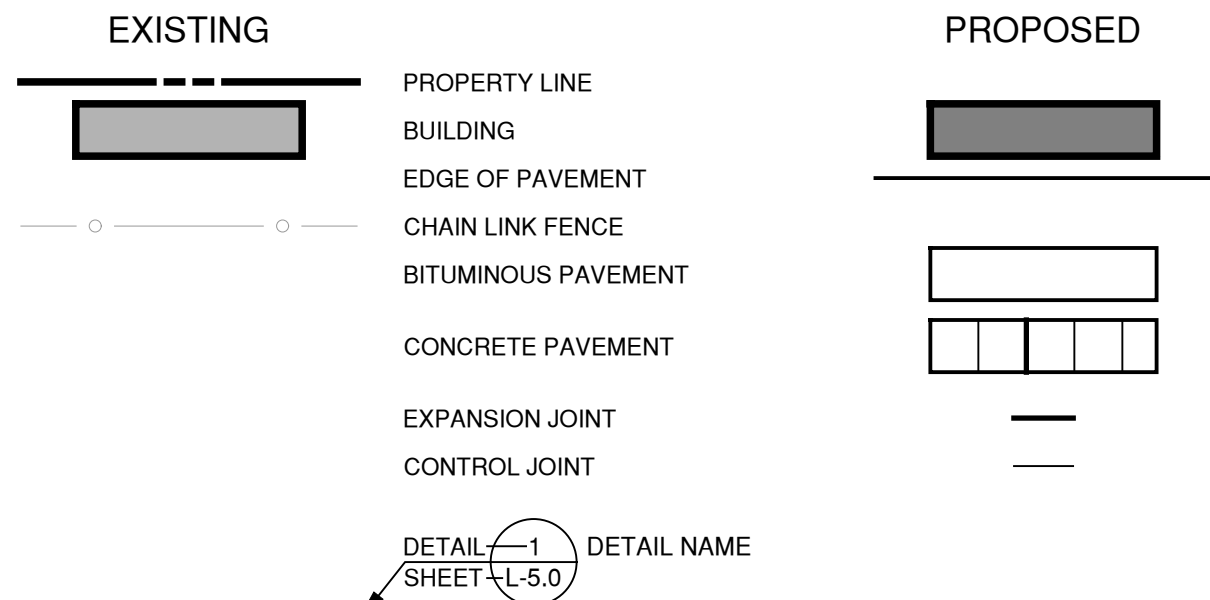 EXISTING PROPOSED
PROPERTY LINE
BUILDING
EDGE OF PAVEMENT
CHAIN LINK FENCE
BITUMINOUS PAVEMENT
CONCRETE PAVEMENT
EXPANSION JOINT
CONTROL JOINT
DETAIL 1 DETAIL NAME
SHEET L-5.0